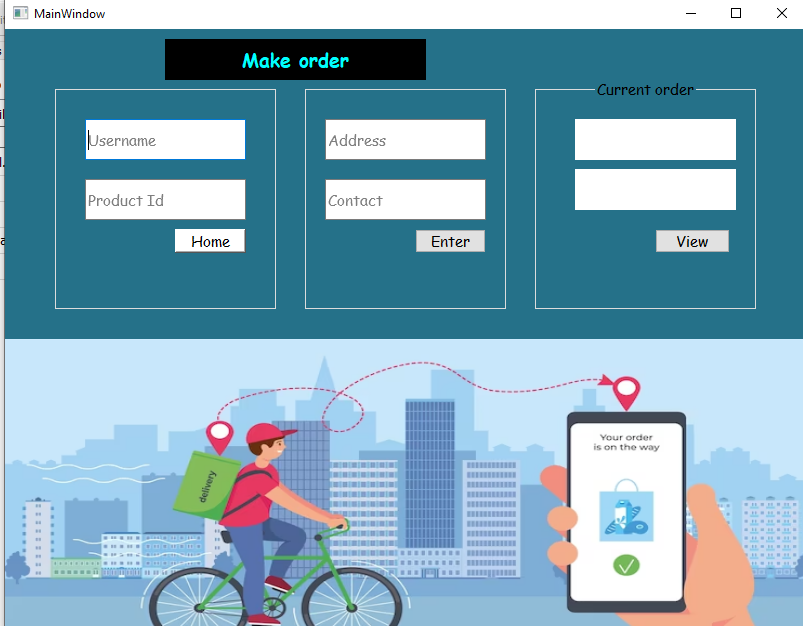 MainWindow
Make order
Current order
Username
Product Id
Home
Address
Contact
Enter
View
delivery
Your order
is on the way